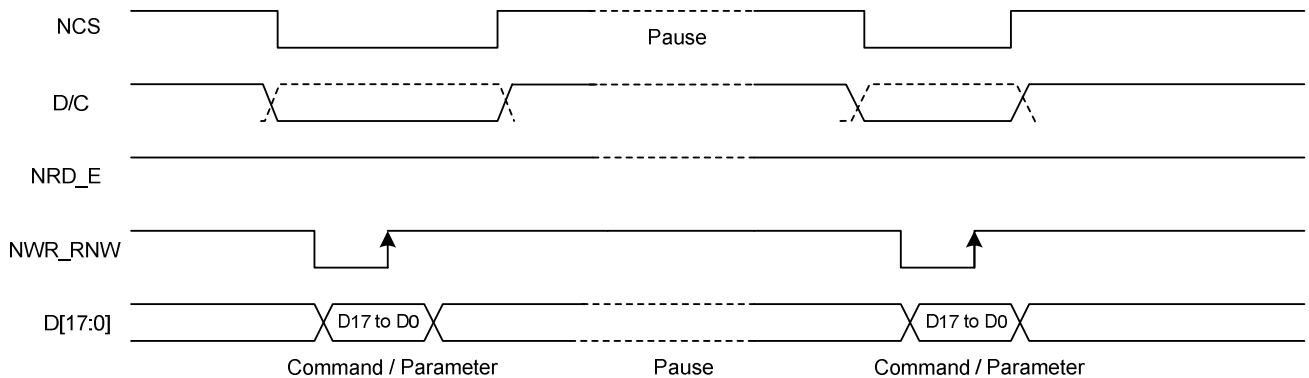 NCS
Pause
D/C
NRD_E
NWR_RNW
D[17:0]
D17 to D0
D17 to D0
Command / Parameter
Pause
Command / Parameter